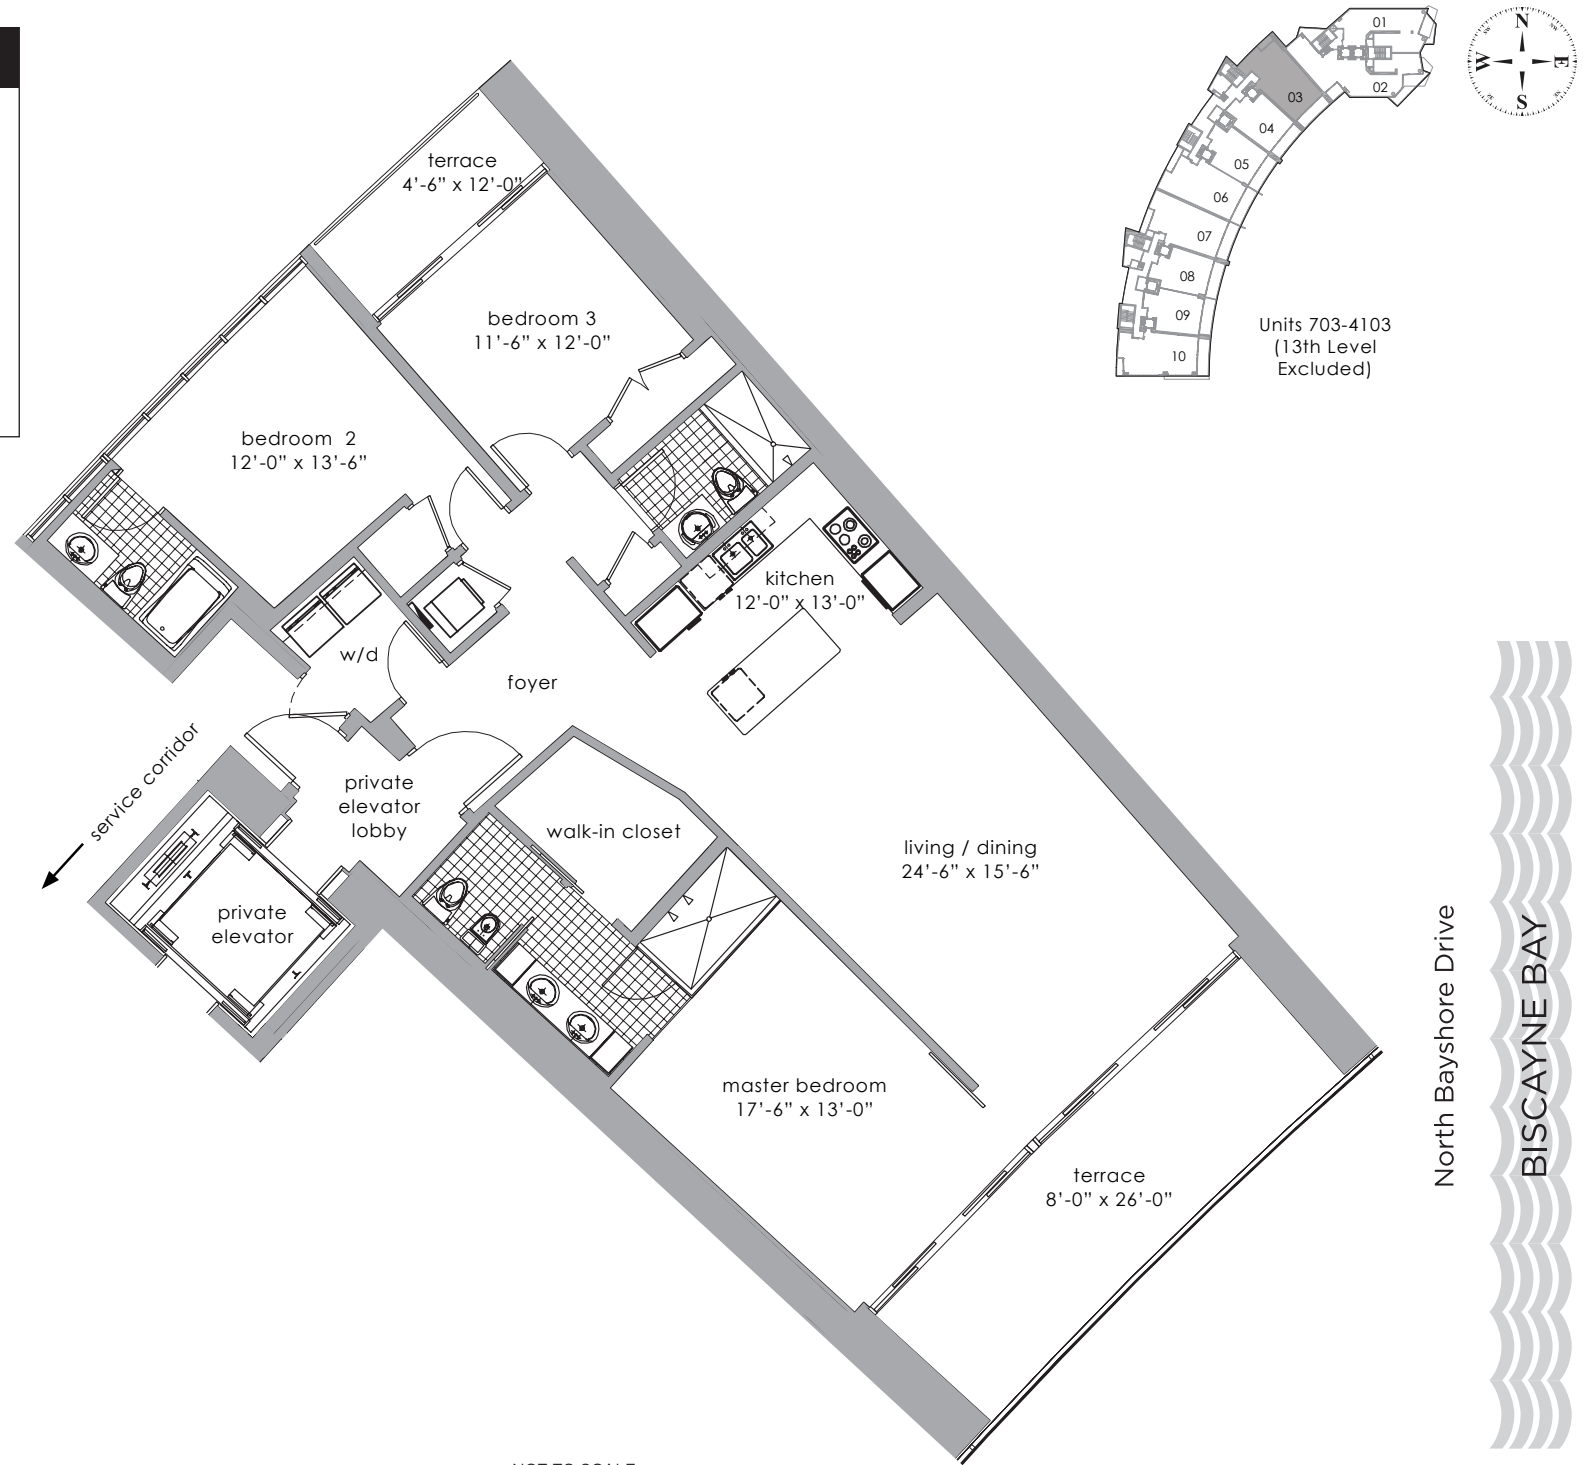 01
02
03
04
05
06
07
08
09
10
N
E
S
W
Units 703-4103
(13th Level
Excluded)
terrace
4’-6” x 12’-0”
bedroom 3
11’-6” x 12’-0”
bedroom 2
12’-0” x 13’-6”
kitchen
12’-0” x 13’-0”
w/d
foyer
service corridor
private
elevator
lobby
walk-in closet
living / dining
24’-6” x 15’-6”
private
elevator
master bedroom
17’-6” x 13’-0”
terrace
8’-0” x 26’-0”
North Bayshore Drive
BISCAYNE BAY